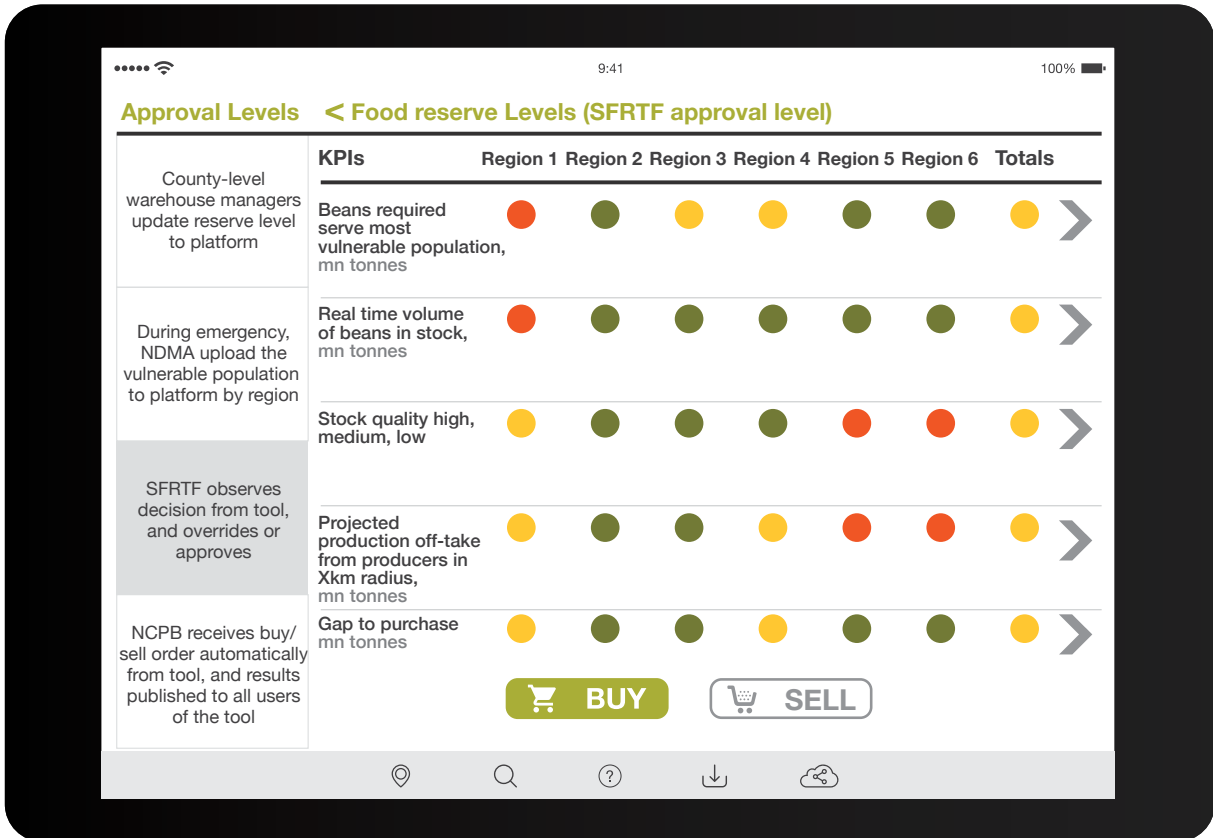 9:41
100%
Approval Levels
< Food reserve Levels (SFRTF approval level)
County-level
warehouse managers
update reserve level
to platform
During emergency,
NDMA upload the
vulnerable population
to platform by region
SFRTF observes
decision from tool,
and overrides or
approves
NCPB receives buy/
sell order automatically
from tool, and results
published to all users
of the tool
KPIs Region 1 Region 2 Region 3 Region 4 Region 5 Region 6 Totals
Beans required
serve most
vulnerable population,
mn tonnes
Real time volume
of beans in stock,
mn tonnes
Stock quality high,
medium, low
Projected
production off-take
from producers in
Xkm radius,
mn tonnes
Gap to purchase
mn tonnes
BUY
SELL
?